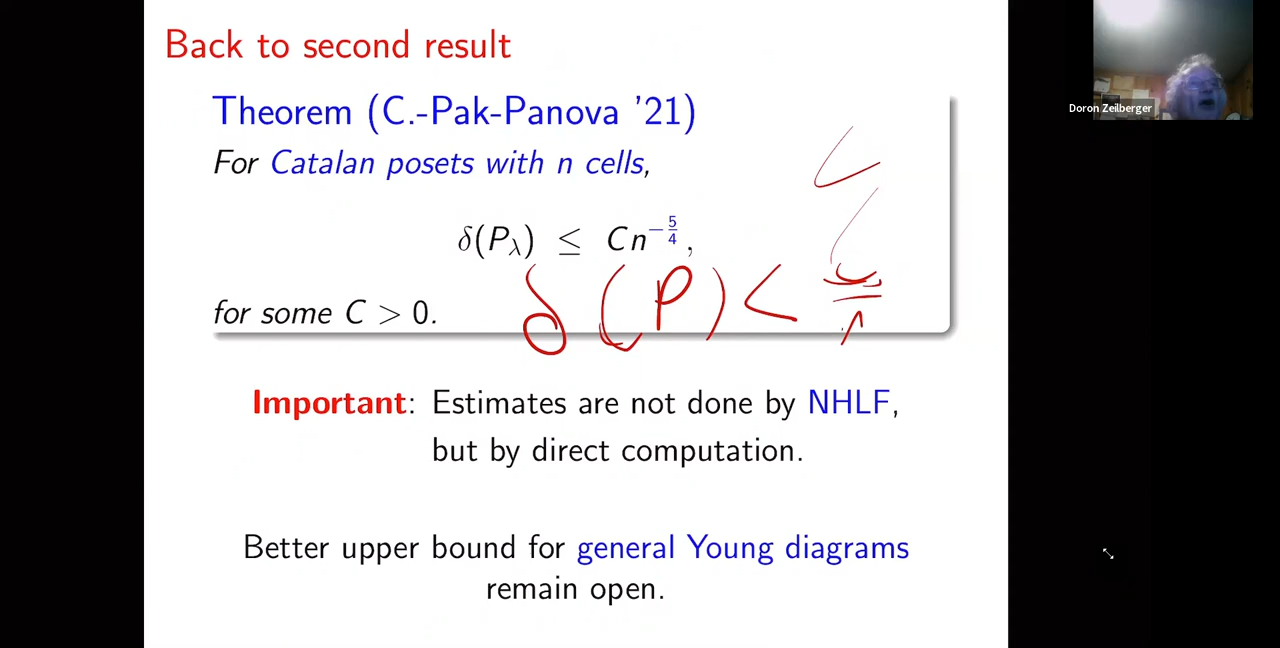 Back to second result
Doron Zeilberger
Theorem (C.-Pak-Panova '21)
For Catalan posets with n cells,
δ(P_λ) ≤ Cn^{-5/4},
δ(P) <
for some C > 0.
Important: Estimates are not done by NHLF,
but by direct computation.
Better upper bound for general Young diagrams
remain open.